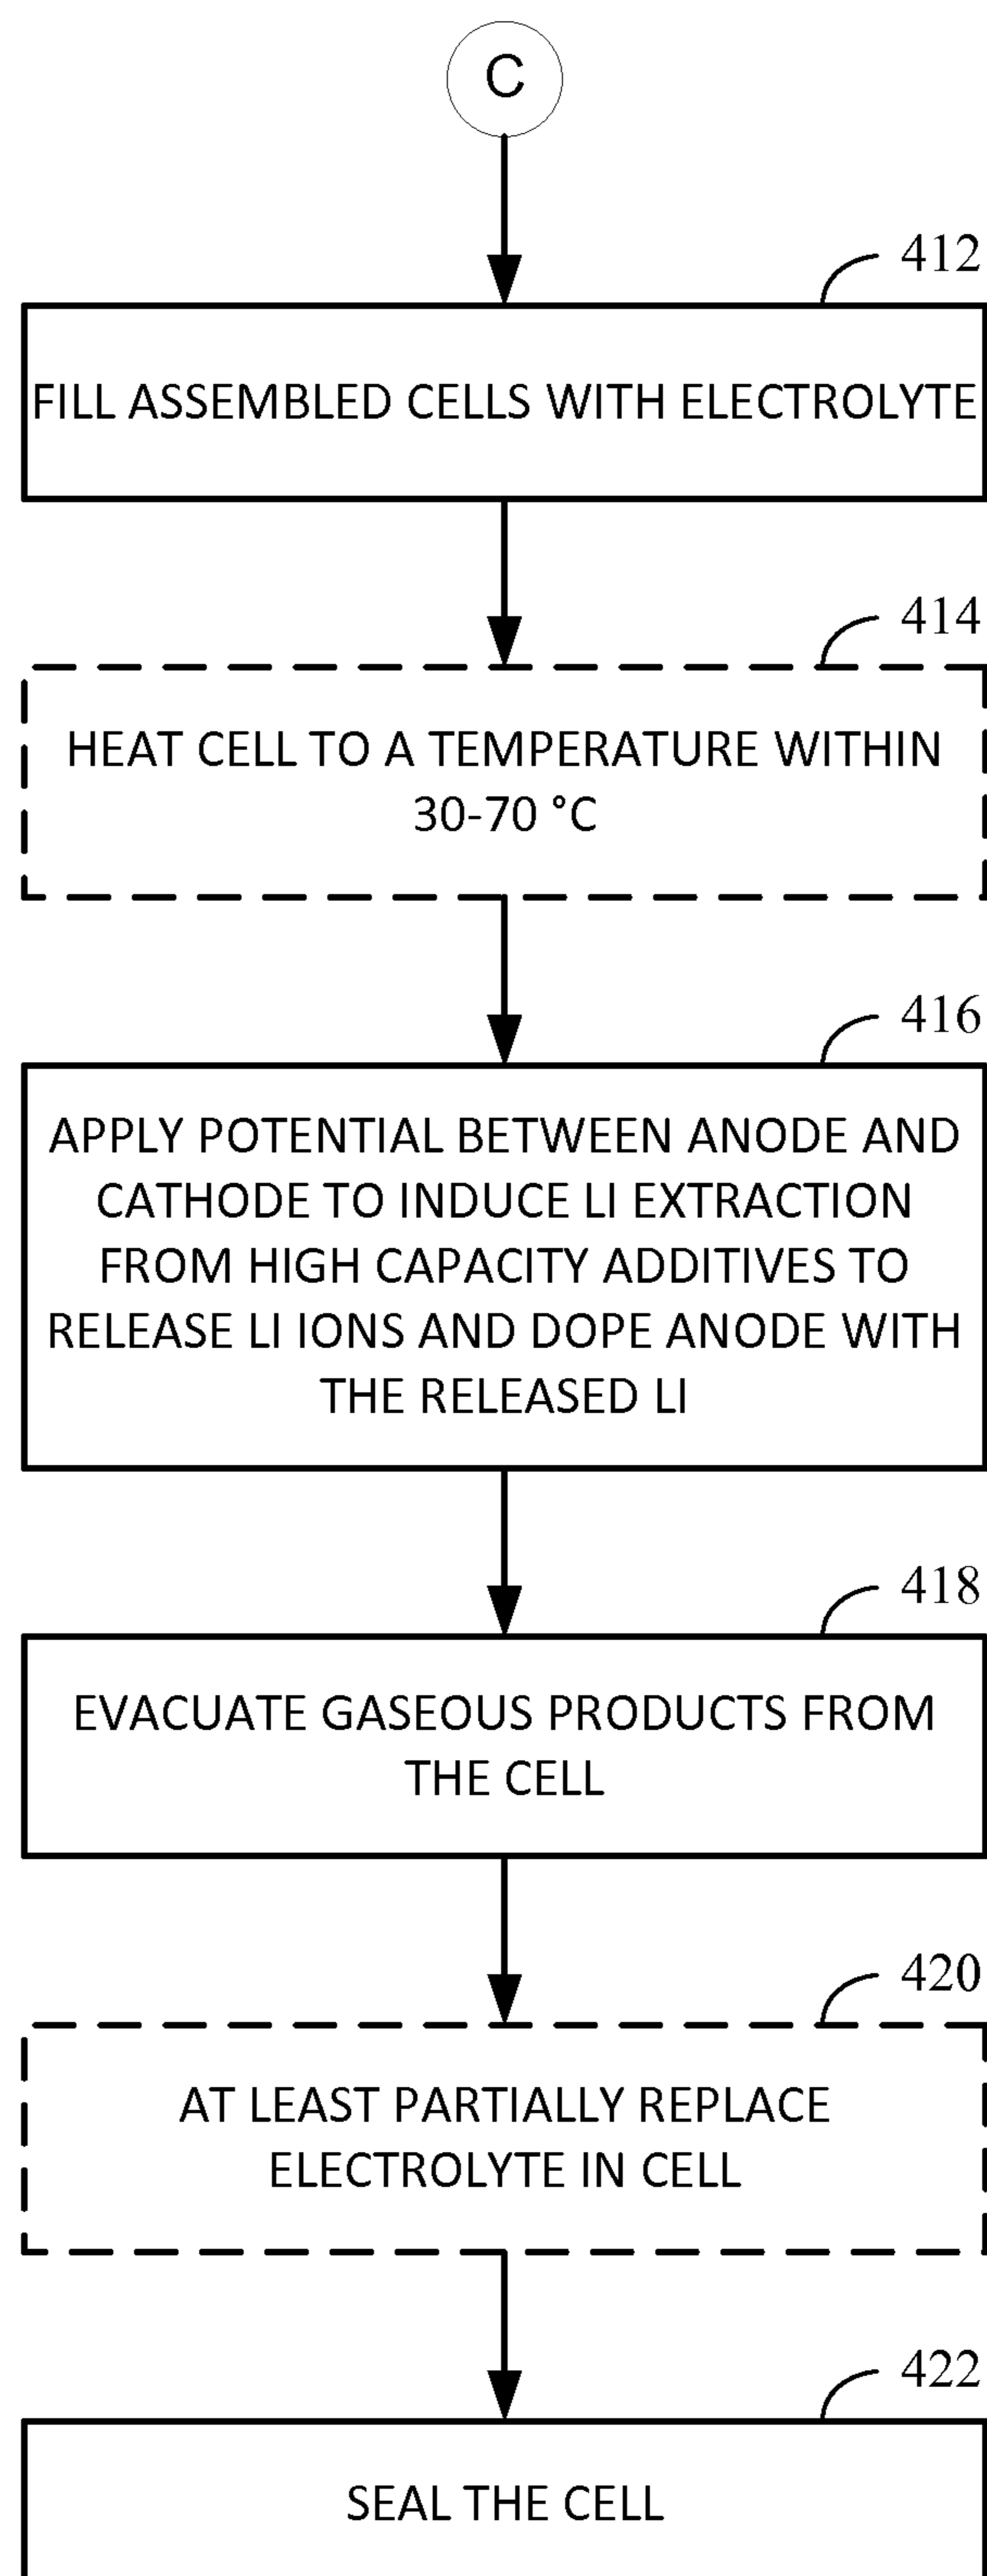 C
412
FILL ASSEMBLED CELLS WITH ELECTROLYTE
414
HEAT CELL TO A TEMPERATURE WITHIN
30-70 °C
416
APPLY POTENTIAL BETWEEN ANODE AND
CATHODE TO INDUCE LI EXTRACTION
FROM HIGH CAPACITY ADDITIVES TO
RELEASE LI IONS AND DOPE ANODE WITH
THE RELEASED LI
418
EVACUATE GASEOUS PRODUCTS FROM
THE CELL
420
AT LEAST PARTIALLY REPLACE
ELECTROLYTE IN CELL
422
SEAL THE CELL